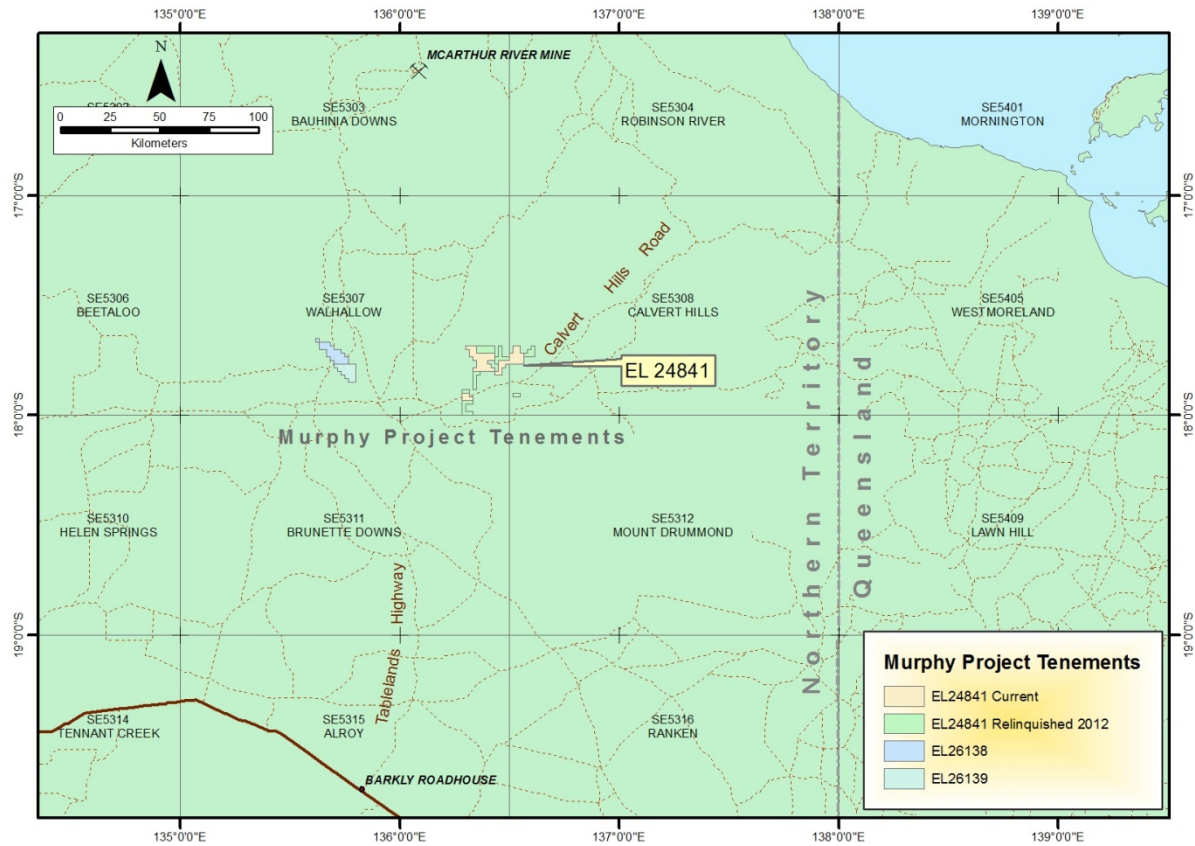 135°0'0"E 136°0'0"E 137°0'0"E 138°0'0"E 139°0'0"E
N
MCARTHUR RIVER MINE
0 25 50 75 100
Kilometers
SE5303
BAUHINIA DOWNS
SE5304
ROBINSON RIVER
SE5401
MORNINGTON
17°0'0"S 17°0'0"S
Calvert Hills Road
SE5306
BEETALOO
SE5307
WALHALLOW
SE5308
CALVERT HILLS
SE5405
WESTMORELAND
EL 24841
18°0'0"S 18°0'0"S
Murphy Project Tenements
Northern Territory
Queensland
SE5310
HELEN SPRINGS
SE5311
BRUNETTE DOWNS
SE5312
MOUNT DRUMMOND
SE5409
LAWN HILL
Tablelands Highway
19°0'0"S 19°0'0"S
SE5314
TENNANT CREEK
SE5315
ALROY
SE5316
RANKEN
BARKLY ROADHOUSE
Murphy Project Tenements
EL24841 Current
EL24841 Relinquished 2012
EL26138
EL26139
135°0'0"E 136°0'0"E 137°0'0"E 138°0'0"E 139°0'0"E